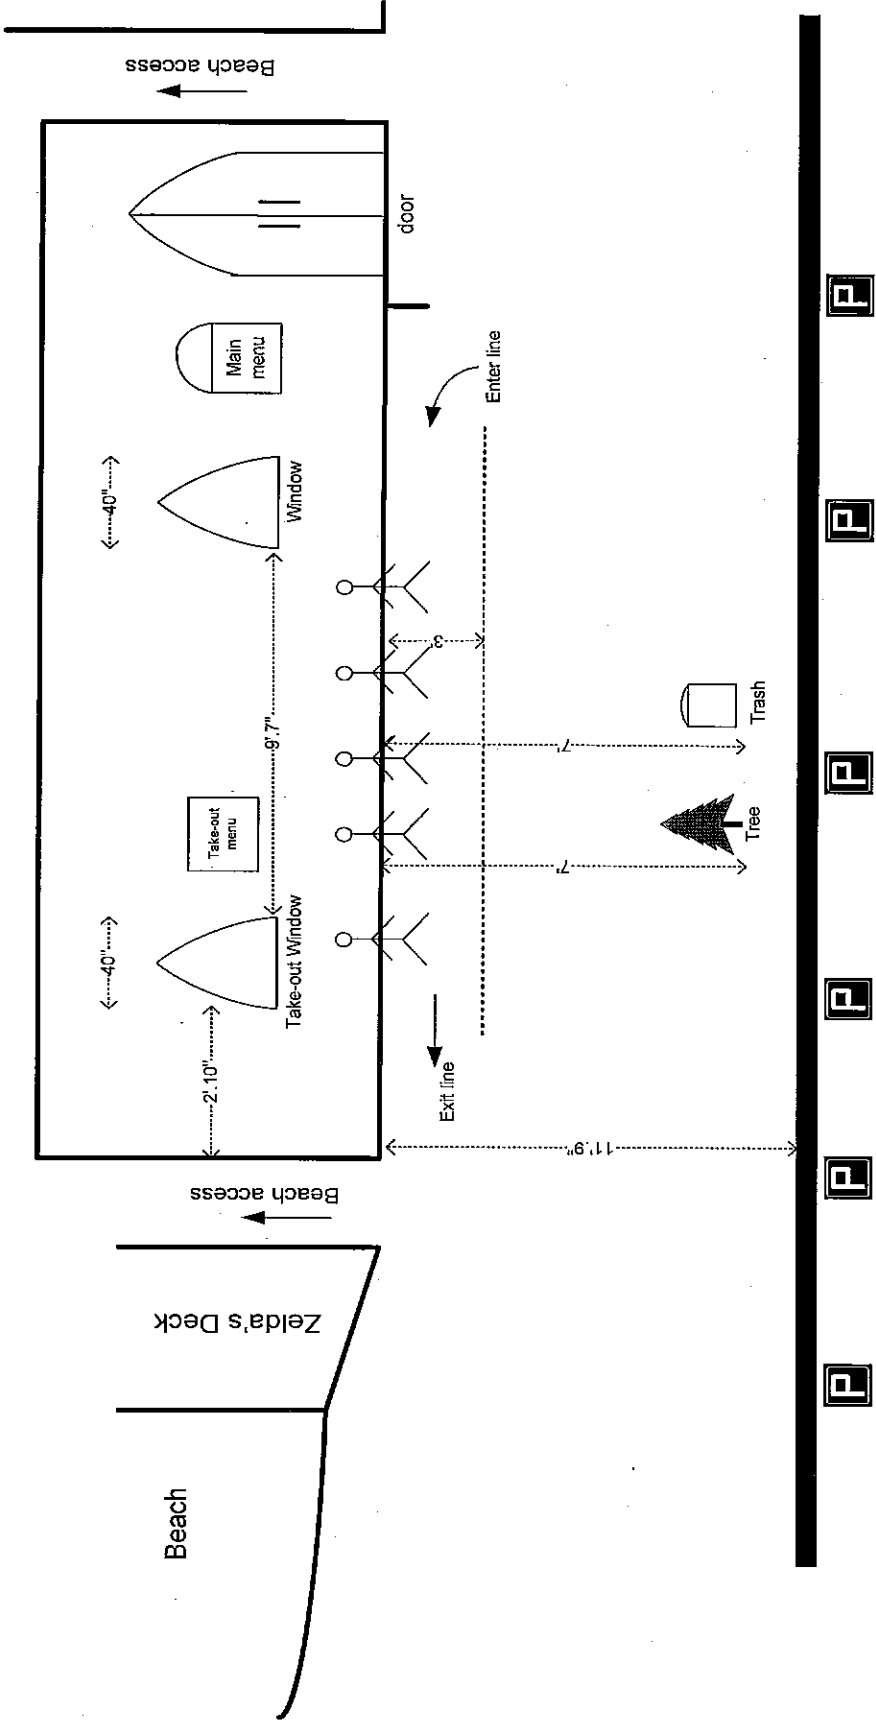 Beach access
door
Main
menu
40"
Window
Enter line
9'.7"
3'
Take-out
menu
7'
Trash
7'
Tree
40"
Take-out Window
2'.10"
Exit line
11'.9"
Beach access
Zelda's Deck
Beach
P
P
P
P
P
P